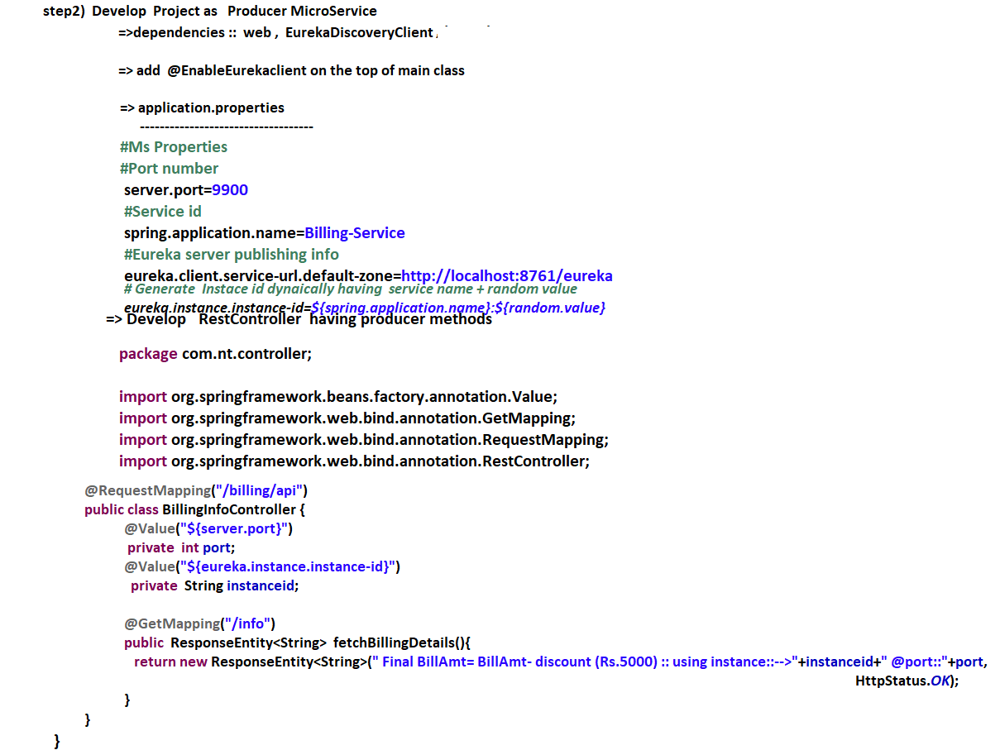 step2)  Develop  Project as   Producer MicroService
=>dependencies ::  web ,  EurekaDiscoveryClient,
=> add  @EnableEurekaclient on the top of main class
=> application.properties
-----------------------------------
#Ms Properties
#Port number
server.port=9900
#Service id
spring.application.name=Billing-Service
#Eureka server publishing info
eureka.client.service-url.default-zone=http://localhost:8761/eureka
# Generate  Instace id dynaically having  service name + random value
eureka.instance.instance-id=${spring.application.name}:${random.value}
=> Develop   RestController  having producer methods
package com.nt.controller;
import org.springframework.beans.factory.annotation.Value;
import org.springframework.web.bind.annotation.GetMapping;
import org.springframework.web.bind.annotation.RequestMapping;
import org.springframework.web.bind.annotation.RestController;
@RequestMapping("/billing/api")
public class BillingInfoController {
@Value("${server.port}")
private  int port;
@Value("${eureka.instance.instance-id}")
private  String instanceid;
@GetMapping("/info")
public  ResponseEntity<String>  fetchBillingDetails(){
return new ResponseEntity<String>(" Final BillAmt= BillAmt- discount (Rs.5000) :: using instance::-->"+instanceid+" @port::"+port,
HttpStatus.OK);
}
}
}